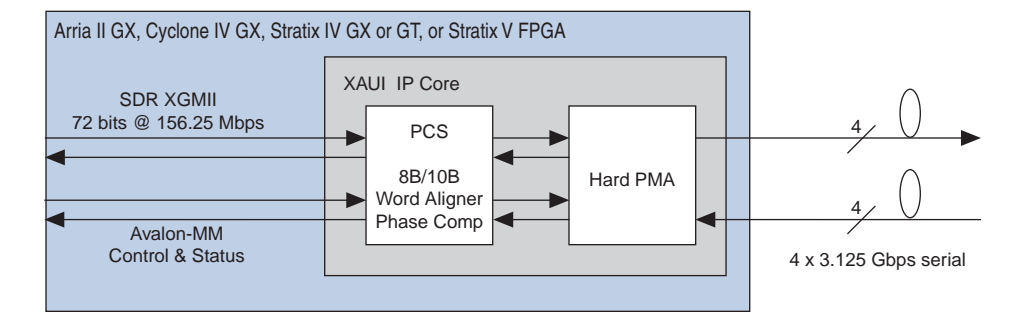 Arria II GX, Cyclone IV GX, Stratix IV GX or GT, or Stratix V FPGA
XAUI IP Core
SDR XGMII
72 bits @ 156.25 Mbps
PCS
8B/10B
Word Aligner
Phase Comp
Hard PMA
4
4
Avalon-MM
Control & Status
4 x 3.125 Gbps serial